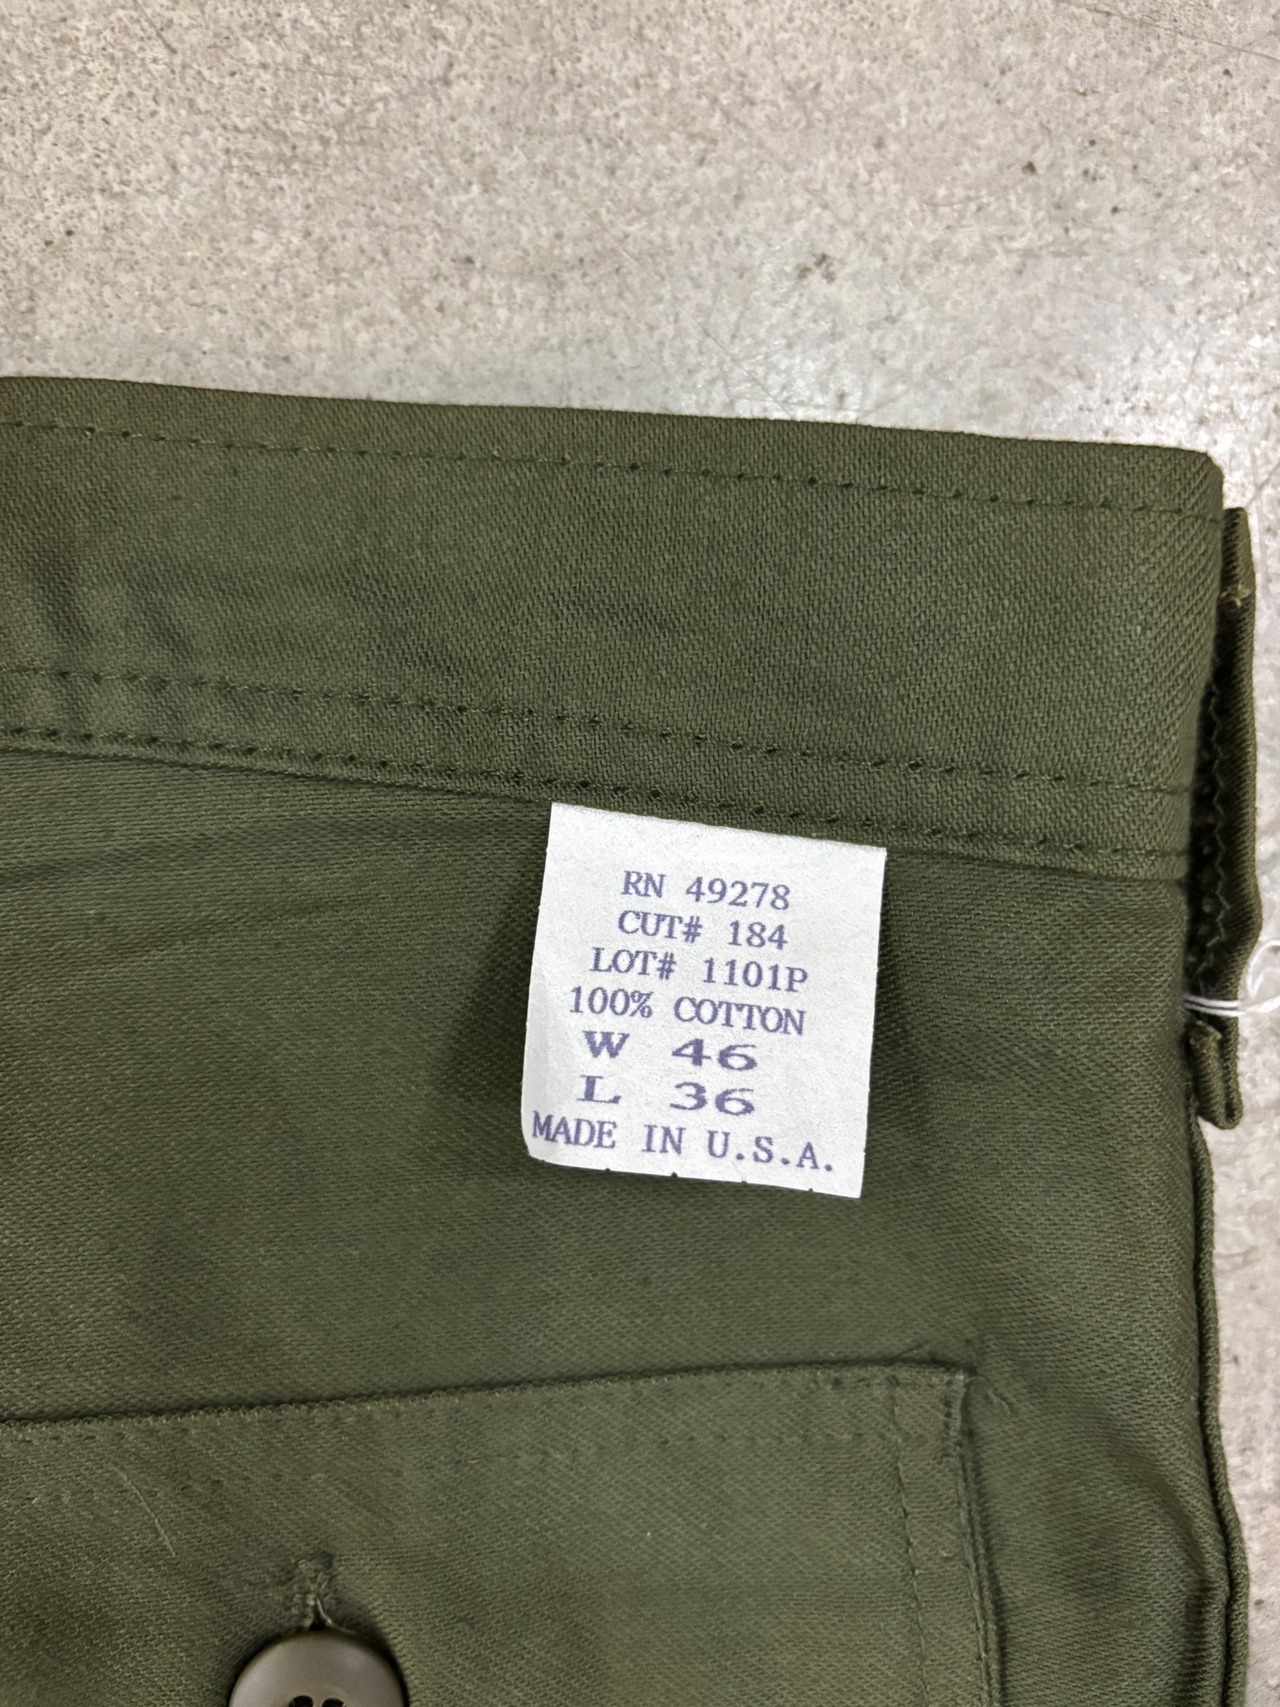 RN 49278
CUT# 184
LOT# 1101P
100% COTTON
W 46
L 36
MADE IN U.S.A.